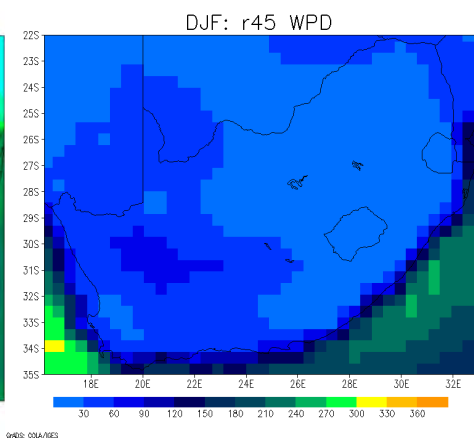 DJF: r45 WPD
22S
23S
24S
25S
26S
27S
28S
29S
30S
31S
32S
33S
34S
35S
18E 20E 22E 24E 26E 28E 30E 32E
30 60 90 120 150 180 210 240 270 300 330 360
GrADS: COLA/IGES